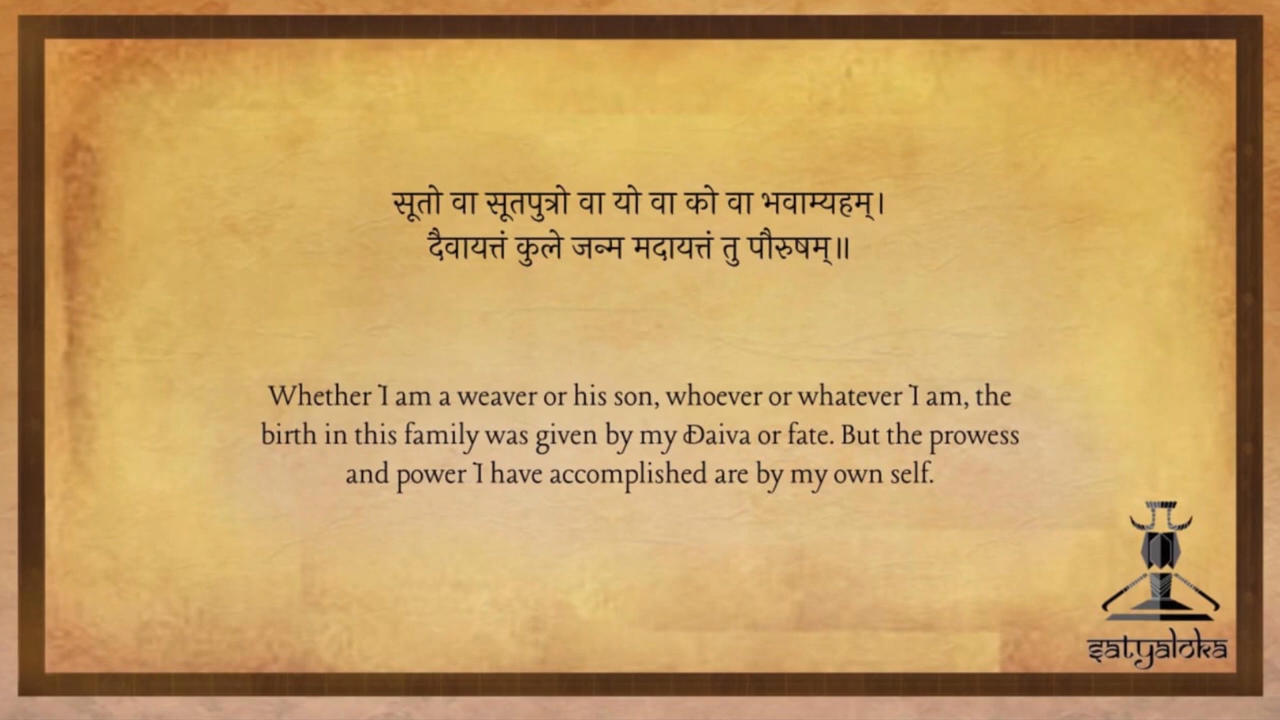 सूतो वा सूतपुत्रो वा यो वा को वा भवाम्यहम्।
दैवायत्तं कुले जन्म मदायत्तं तु पौरुषम्॥
Whether I am a weaver or his son, whoever or whatever I am, the
birth in this family was given by my Daiva or fate. But the prowess
and power I have accomplished are by my own self.
satyaloka